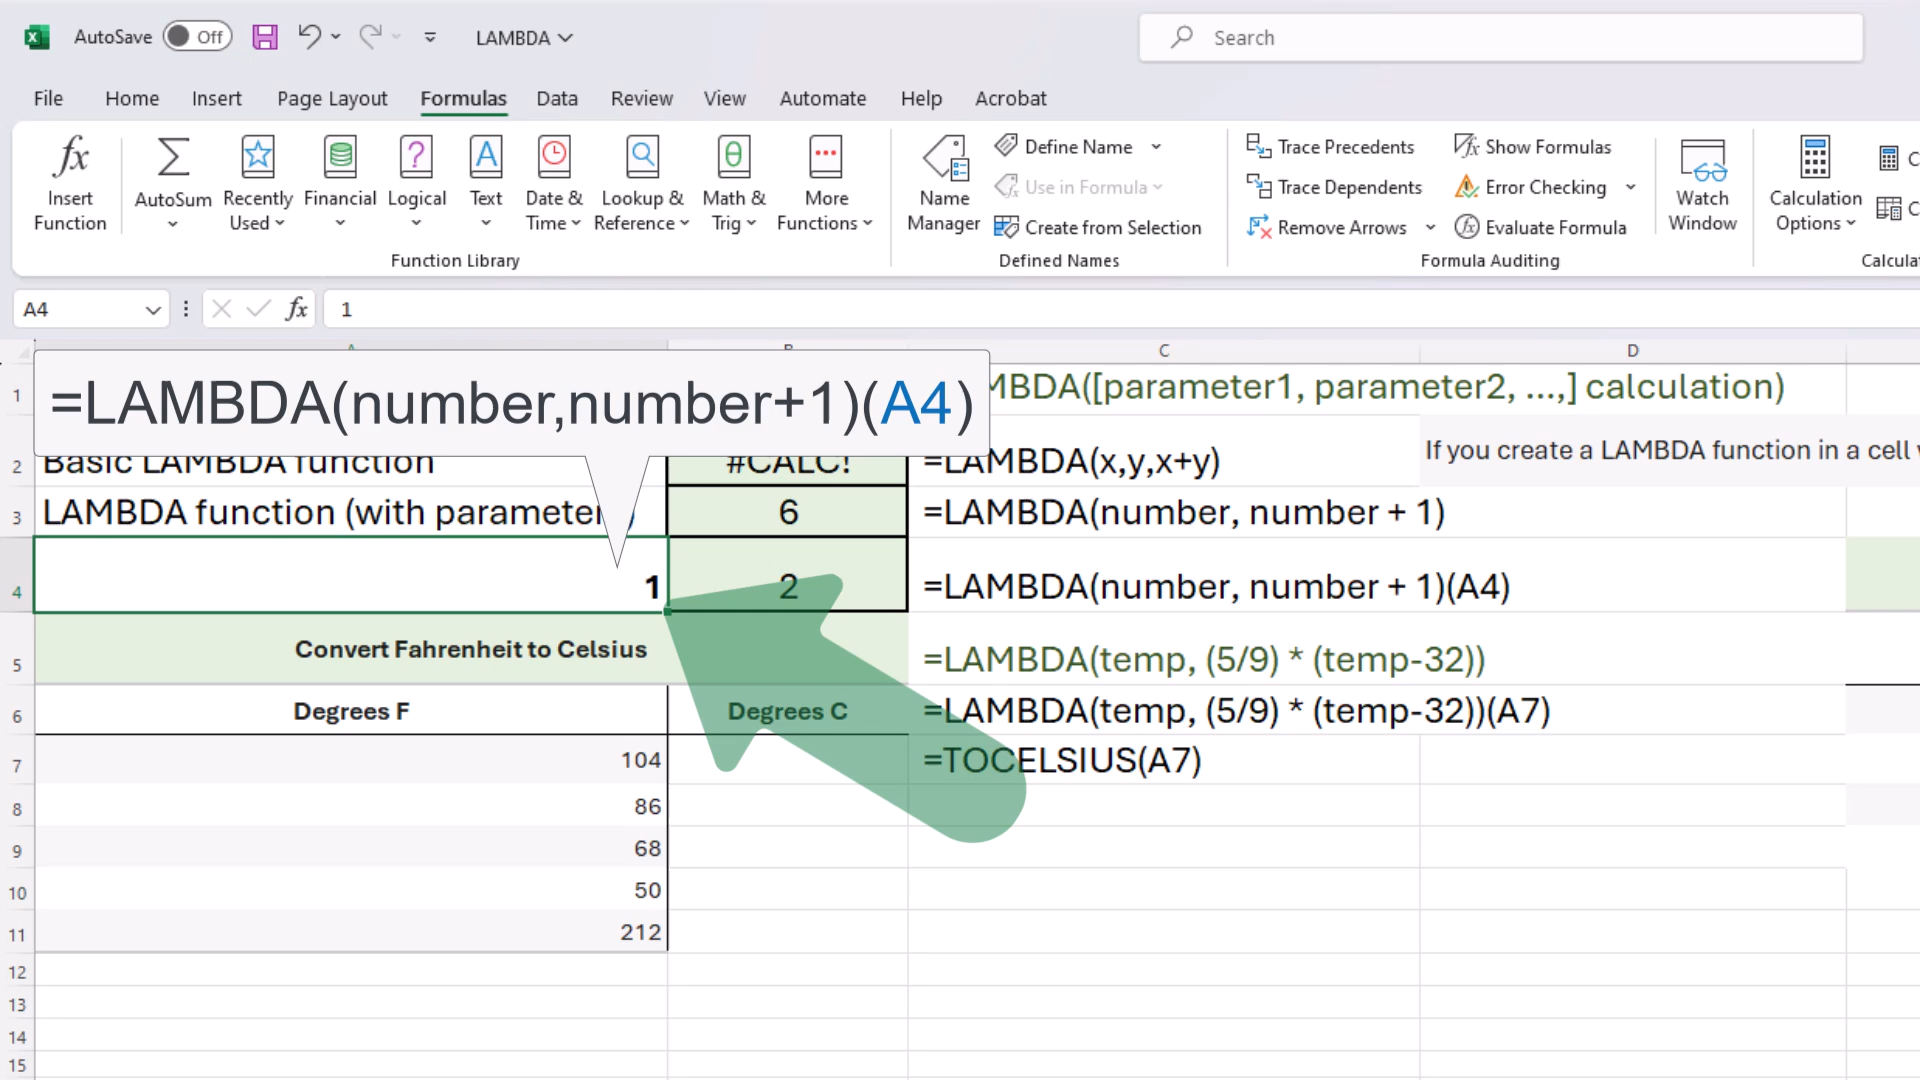 AutoSave Off LAMBDA Search
File Home Insert Page Layout Formulas Data Review View Automate Help Acrobat
Insert Function
AutoSum
Recently Used
Financial
Logical
Text
Date & Time
Lookup & Reference
Math & Trig
More Functions
Function Library
Name Manager
Define Name
Use in Formula
Create from Selection
Defined Names
Trace Precedents
Trace Dependents
Remove Arrows
Show Formulas
Error Checking
Evaluate Formula
Formula Auditing
Watch Window
Calculation Options
A4 fx 1
C D
=LAMBDA(number,number+1)(A4)
1 MBDA([parameter1, parameter2, ...,] calculation)
2 Basic LAMBDA function #CALC! =LAMBDA(x,y,x+y) If you create a LAMBDA function in a cell
3 LAMBDA function (with parameter 6 =LAMBDA(number, number + 1)
4 1 2 =LAMBDA(number, number + 1)(A4)
5 Convert Fahrenheit to Celsius =LAMBDA(temp, (5/9) * (temp-32))
6 Degrees F Degrees C =LAMBDA(temp, (5/9) * (temp-32))(A7)
7 104 =TOCELSIUS(A7)
8 86
9 68
10 50
11 212
12
13
14
15